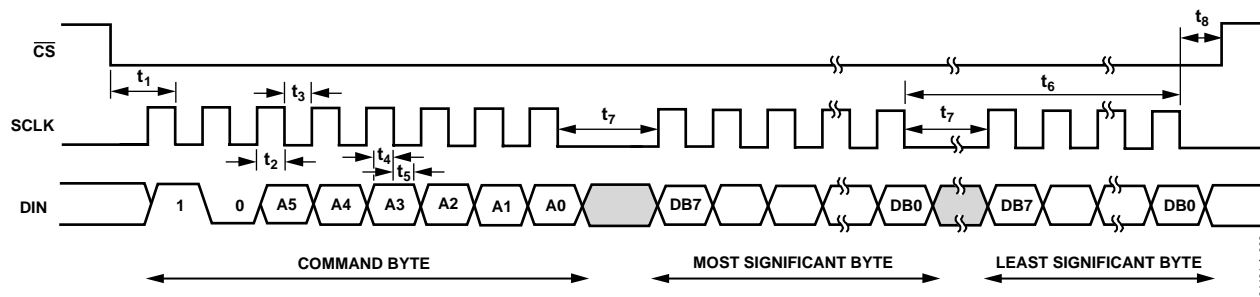 t8
CS
t1
t6
t3
SCLK
t7
t7
t2
t4
t5
DIN
1 0 A5 A4 A3 A2 A1 A0 DB7 DB0 DB7 DB0
COMMAND BYTE MOST SIGNIFICANT BYTE LEAST SIGNIFICANT BYTE